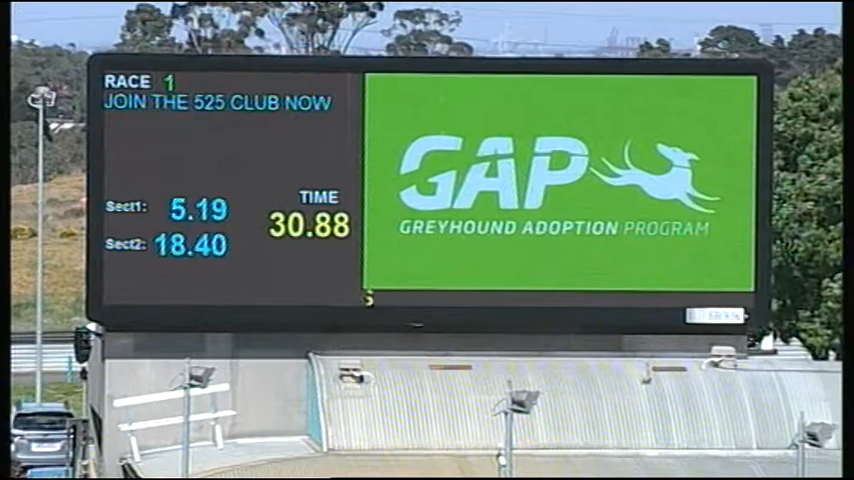 RACE 1
JOIN THE 525 CLUB NOW
Sect1: 5.19
Sect2: 18.40
TIME
30.88
GAP
GREYHOUND ADOPTION PROGRAM